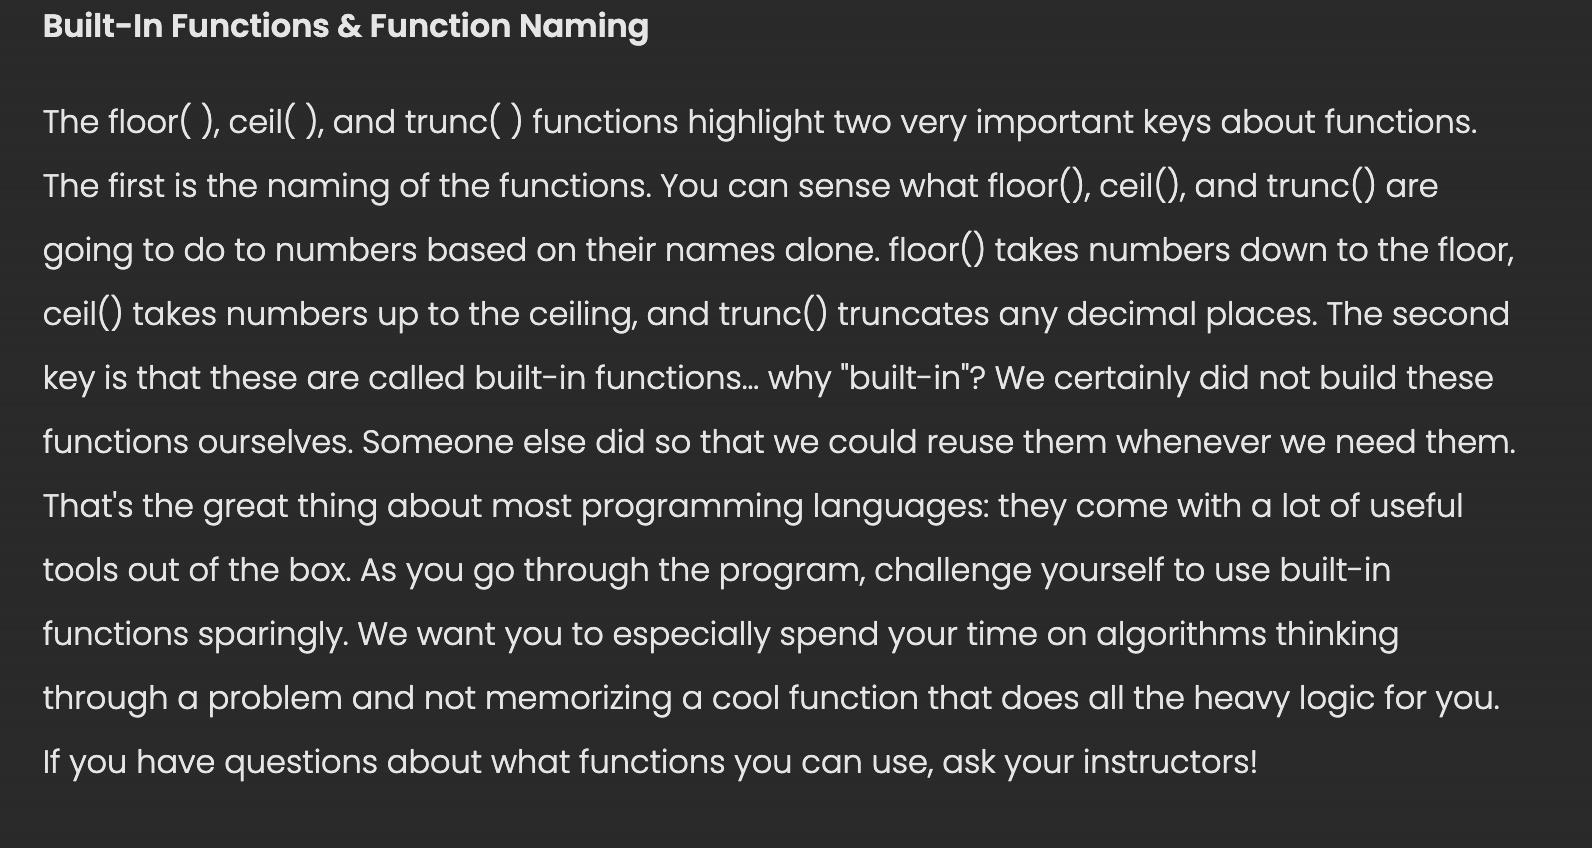 Built-In Functions & Function Naming
The floor( ), ceil( ), and trunc( ) functions highlight two very important keys about functions.
The first is the naming of the functions. You can sense what floor(), ceil(), and trunc() are
going to do to numbers based on their names alone. floor() takes numbers down to the floor,
ceil() takes numbers up to the ceiling, and trunc() truncates any decimal places. The second
key is that these are called built-in functions... why "built-in"? We certainly did not build these
functions ourselves. Someone else did so that we could reuse them whenever we need them.
That's the great thing about most programming languages: they come with a lot of useful
tools out of the box. As you go through the program, challenge yourself to use built-in
functions sparingly. We want you to especially spend your time on algorithms thinking
through a problem and not memorizing a cool function that does all the heavy logic for you.
If you have questions about what functions you can use, ask your instructors!